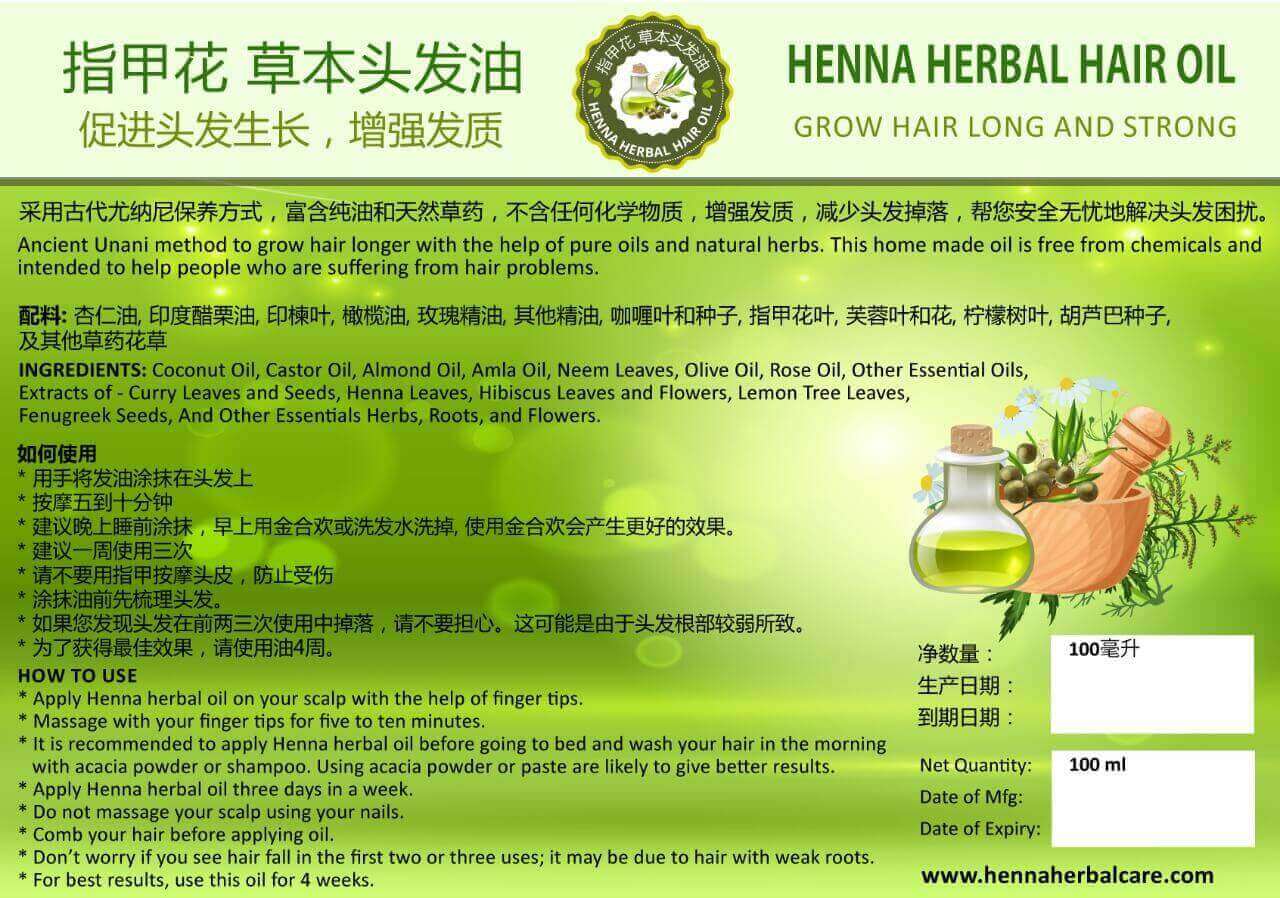 指甲花 草本头发油
促进头发生长，增强发质
指甲花 草本头发油
HENNA HERBAL HAIR OIL
HENNA HERBAL HAIR OIL
GROW HAIR LONG AND STRONG
采用古代尤纳尼保养方式，富含纯油和天然草药，不含任何化学物质，增强发质，减少头发掉落，帮您安全无忧地解决头发困扰。
Ancient Unani method to grow hair longer with the help of pure oils and natural herbs. This home made oil is free from chemicals and
intended to help people who are suffering from hair problems.
配料: 杏仁油, 印度醋栗油, 印楝叶, 橄榄油, 玫瑰精油, 其他精油, 咖喱叶和种子, 指甲花叶, 芙蓉叶和花, 柠檬树叶, 胡芦巴种子,
及其他草药花草
INGREDIENTS: Coconut Oil, Castor Oil, Almond Oil, Amla Oil, Neem Leaves, Olive Oil, Rose Oil, Other Essential Oils,
Extracts of - Curry Leaves and Seeds, Henna Leaves, Hibiscus Leaves and Flowers, Lemon Tree Leaves,
Fenugreek Seeds, And Other Essentials Herbs, Roots, and Flowers.
如何使用
* 用手将发油涂抹在头发上
* 按摩五到十分钟
* 建议晚上睡前涂抹，早上用金合欢或洗发水洗掉, 使用金合欢会产生更好的效果。
* 建议一周使用三次
* 请不要用指甲按摩头皮，防止受伤
* 涂抹油前先梳理头发。
* 如果您发现头发在前两三次使用中掉落，请不要担心。这可能是由于头发根部较弱所致。
* 为了获得最佳效果，请使用油4周。
HOW TO USE
* Apply Henna herbal oil on your scalp with the help of finger tips.
* Massage with your finger tips for five to ten minutes.
* It is recommended to apply Henna herbal oil before going to bed and wash your hair in the morning
with acacia powder or shampoo. Using acacia powder or paste are likely to give better results.
* Apply Henna herbal oil three days in a week.
* Do not massage your scalp using your nails.
* Comb your hair before applying oil.
* Don't worry if you see hair fall in the first two or three uses; it may be due to hair with weak roots.
* For best results, use this oil for 4 weeks.
净数量： 100毫升
生产日期：
到期日期：
Net Quantity: 100 ml
Date of Mfg:
Date of Expiry:
www.hennaherbalcare.com